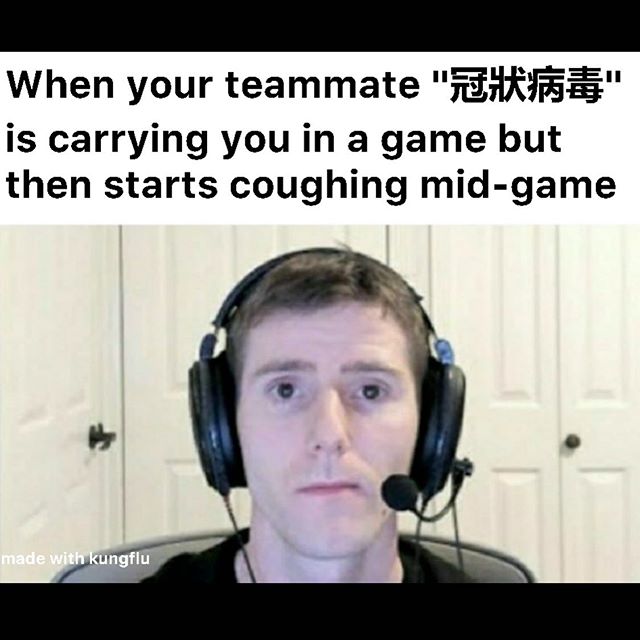 When your teammate "冠狀病毒"
is carrying you in a game but
then starts coughing mid-game
made with kungflu